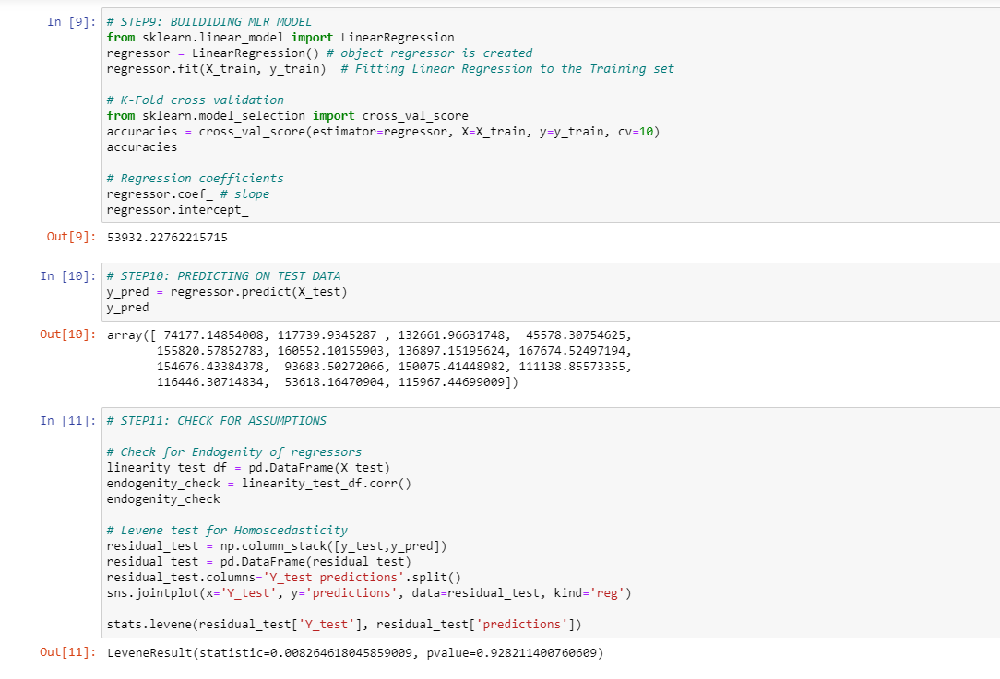 In [9]: # STEP9: BUILDIDING MLR MODEL
from sklearn.linear_model import LinearRegression
regressor = LinearRegression() # object regressor is created
regressor.fit(X_train, y_train)  # Fitting Linear Regression to the Training set

# K-Fold cross validation
from sklearn.model_selection import cross_val_score
accuracies = cross_val_score(estimator=regressor, X=X_train, y=y_train, cv=10)
accuracies

# Regression coefficients
regressor.coef_ # slope
regressor.intercept_
Out[9]: 53932.22762215715
In [10]: # STEP10: PREDICTING ON TEST DATA
y_pred = regressor.predict(X_test)
y_pred
Out[10]: array([ 74177.14854008, 117739.9345287 , 132661.96631748,  45578.30754625,
155820.57852783, 160552.10155903, 136897.15195624, 167674.52497194,
154676.43384378,  93683.50272066, 150075.41448982, 111138.85573355,
116446.30714834,  53618.16470904, 115967.44699009])
In [11]: # STEP11: CHECK FOR ASSUMPTIONS

# Check for Endogenity of regressors
linearity_test_df = pd.DataFrame(X_test)
endogenity_check = linearity_test_df.corr()
endogenity_check

# Levene test for Homoscedasticity
residual_test = np.column_stack([y_test,y_pred])
residual_test = pd.DataFrame(residual_test)
residual_test.columns='Y_test predictions'.split()
sns.jointplot(x='Y_test', y='predictions', data=residual_test, kind='reg')

stats.levene(residual_test['Y_test'], residual_test['predictions'])
Out[11]: LeveneResult(statistic=0.008264618045859009, pvalue=0.928211400760609)